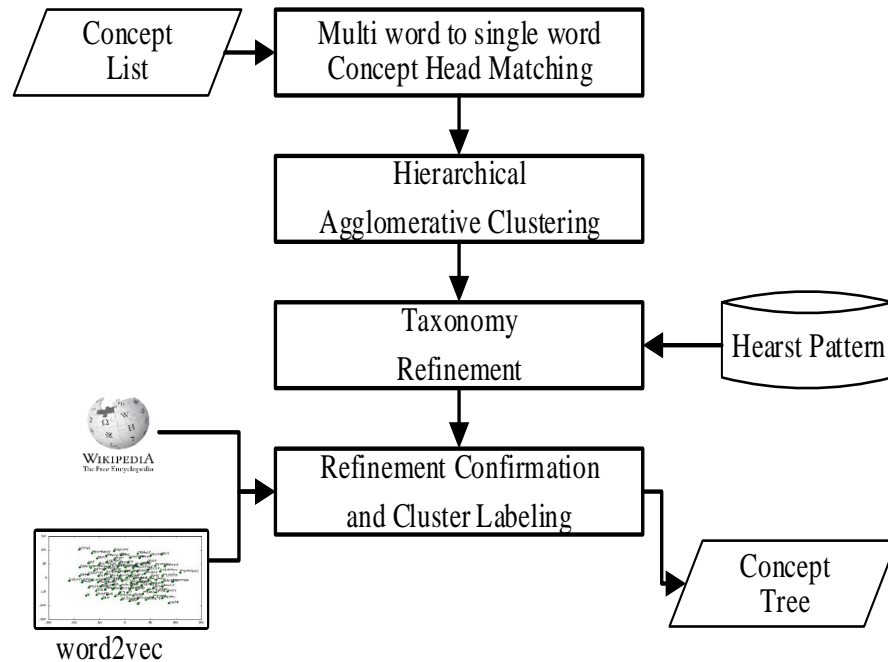 Concept
List
Multi word to single word
Concept Head Matching
Hierarchical
Agglomerative Clustering
Taxonomy
Refinement
Hearst Pattern
WIKIPEDIA
The Free Encyclopedia
Refinement Confirmation
and Cluster Labeling
word2vec
Concept
Tree